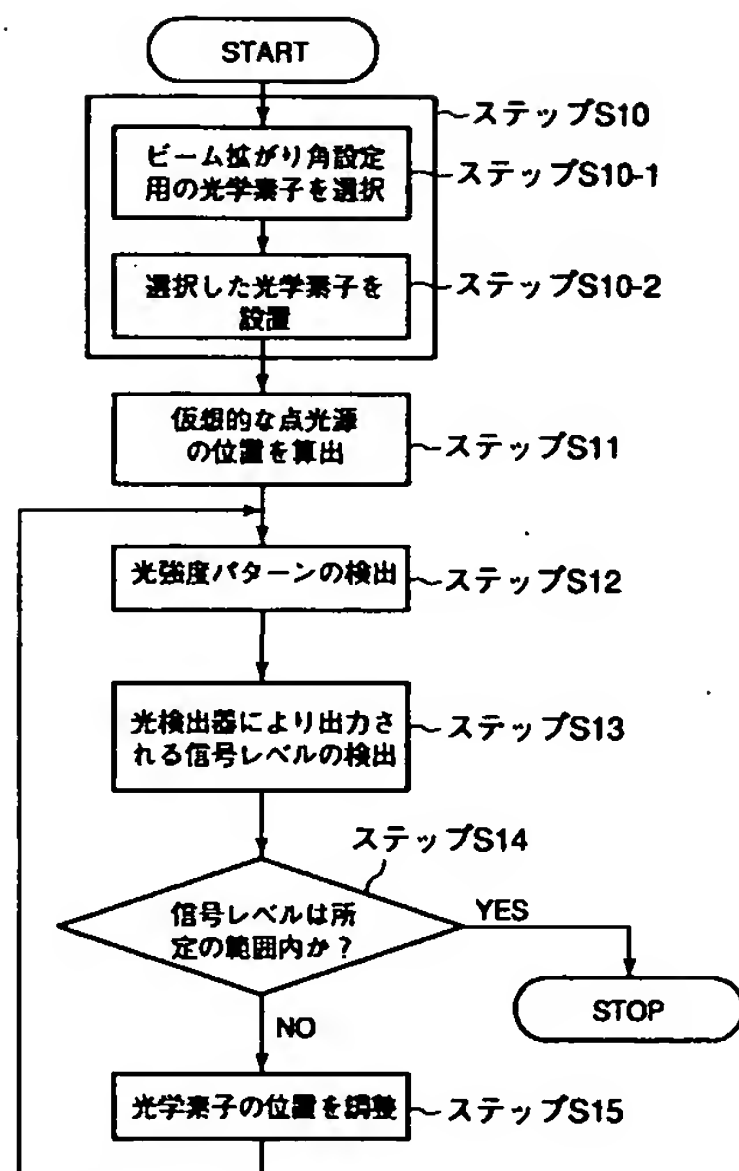 START
ステップS10
ビーム拡がり角設定
用の光学素子を選択
ステップS10-1
選択した光学素子を
設置
ステップS10-2
仮想的な点光源
の位置を算出
ステップS11
光強度パターンの検出
ステップS12
光検出器により出力さ
れる信号レベルの検出
ステップS13
ステップS14
信号レベルは所
定の範囲内か?
YES
STOP
NO
光学素子の位置を調整
ステップS15